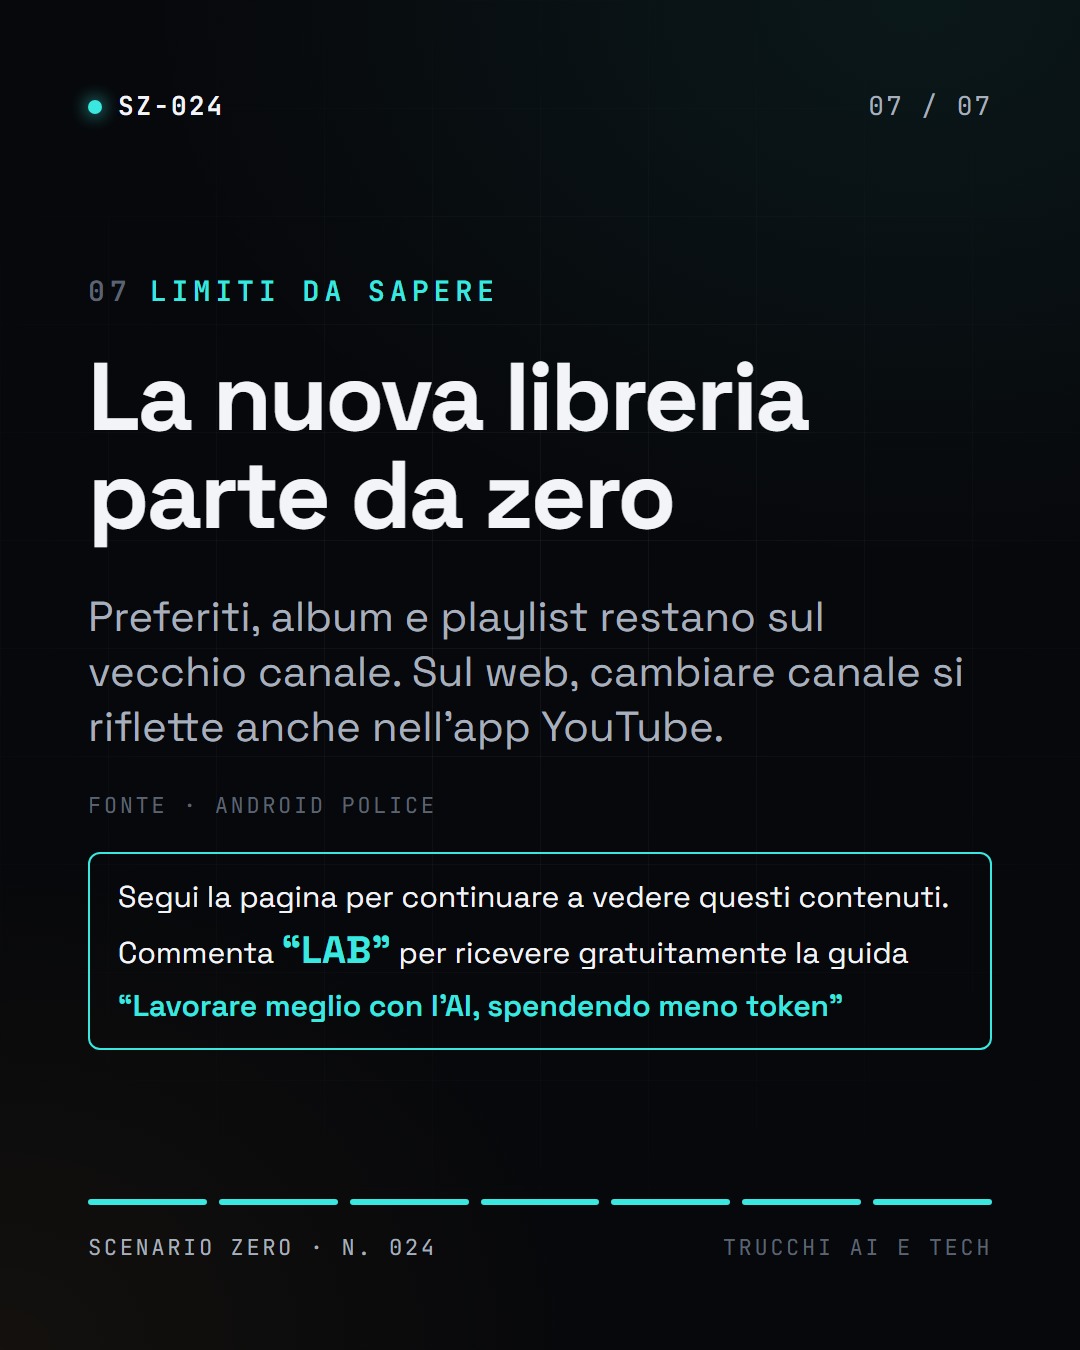 SZ-024
07 / 07
07 LIMITI DA SAPERE
La nuova libreria
parte da zero
Preferiti, album e playlist restano sul
vecchio canale. Sul web, cambiare canale si
riflette anche nell’app YouTube.
FONTE · ANDROID POLICE
Segui la pagina per continuare a vedere questi contenuti.
Commenta “LAB” per ricevere gratuitamente la guida
“Lavorare meglio con l’AI, spendendo meno token”
SCENARIO ZERO · N. 024
TRUCCHI AI E TECH